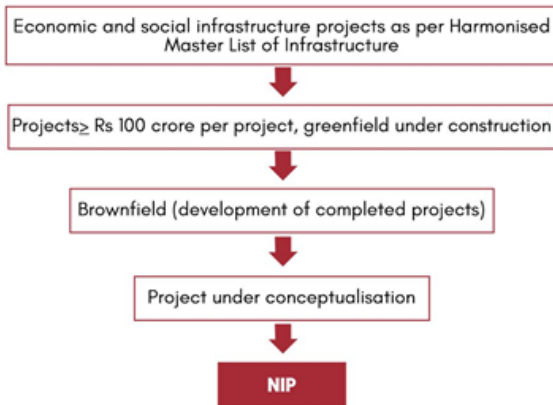 Economic and social infrastructure projects as per Harmonised
Master List of Infrastructure
Projects≥ Rs 100 crore per project, greenfield under construction
Brownfield (development of completed projects)
Project under conceptualisation
NIP